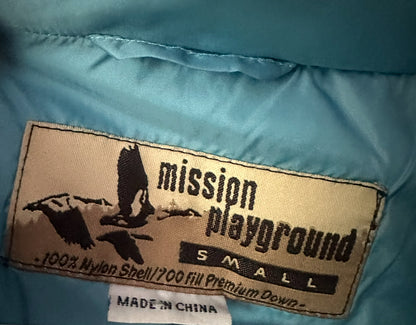 mission
playground
SMALL
- 100% Nylon Shell/700 Fill Premium Down -
MADE IN CHINA